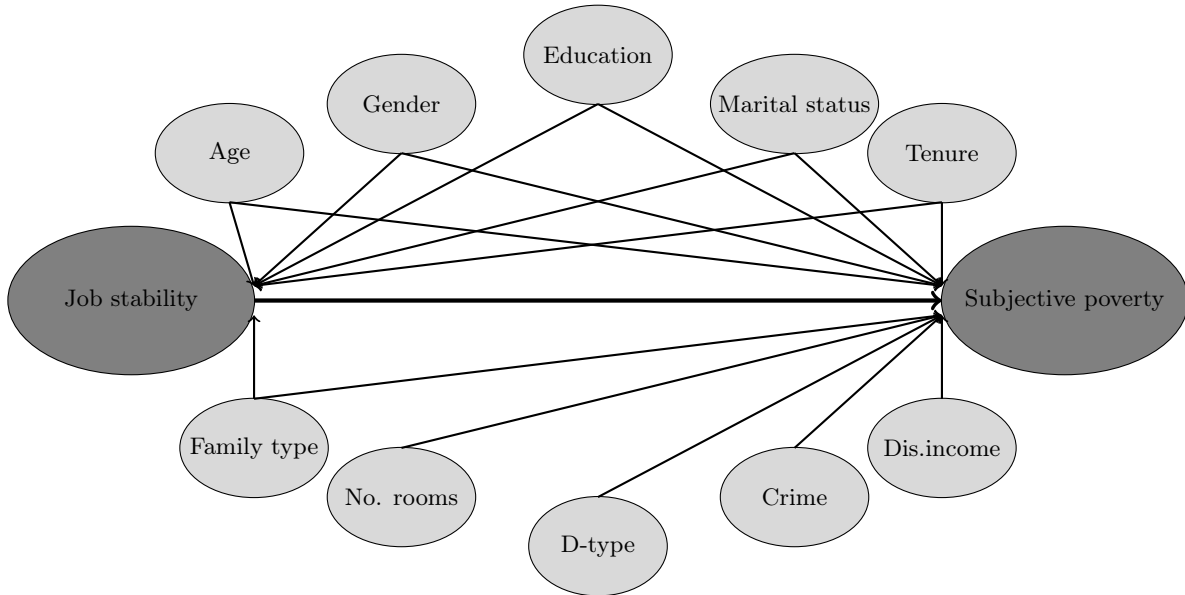 Education
Gender
Marital status
Age
Tenure
Job stability
Subjective poverty
Family type
Dis.income
No. rooms
Crime
D-type